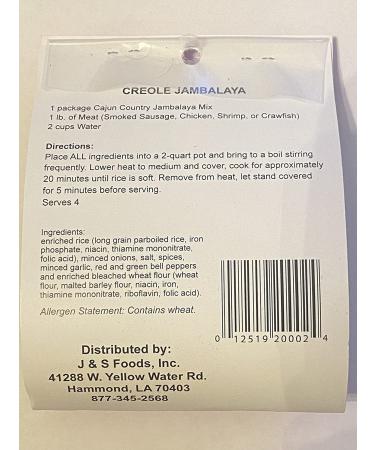 CREOLE JAMBALAYA
1 package Cajun Country Jambalaya Mix
1 lb. of Meat (Smoked Sausage, Chicken, Shrimp, or Crawfish)
2 cups Water
Directions:
Place ALL ingredients into a 2-quart pot and bring to a boil stirring
frequently. Lower heat to medium and cover, cook for approximately
20 minutes until rice is soft. Remove from heat, let stand covered
for 5 minutes before serving.
Serves 4
Ingredients:
enriched rice (long grain parboiled rice, iron
phosphate, niacin, thiamine mononitrate,
folic acid), minced onions, salt, spices,
minced garlic, red and green bell peppers
and enriched bleached wheat flour (wheat
flour, malted barley flour, niacin, iron,
thiamine mononitrate, riboflavin, folic acid).
Allergen Statement: Contains wheat.
0 12519 20002 4
Distributed by:
J & S Foods, Inc.
41288 W. Yellow Water Rd.
Hammond, LA 70403
877-345-2568